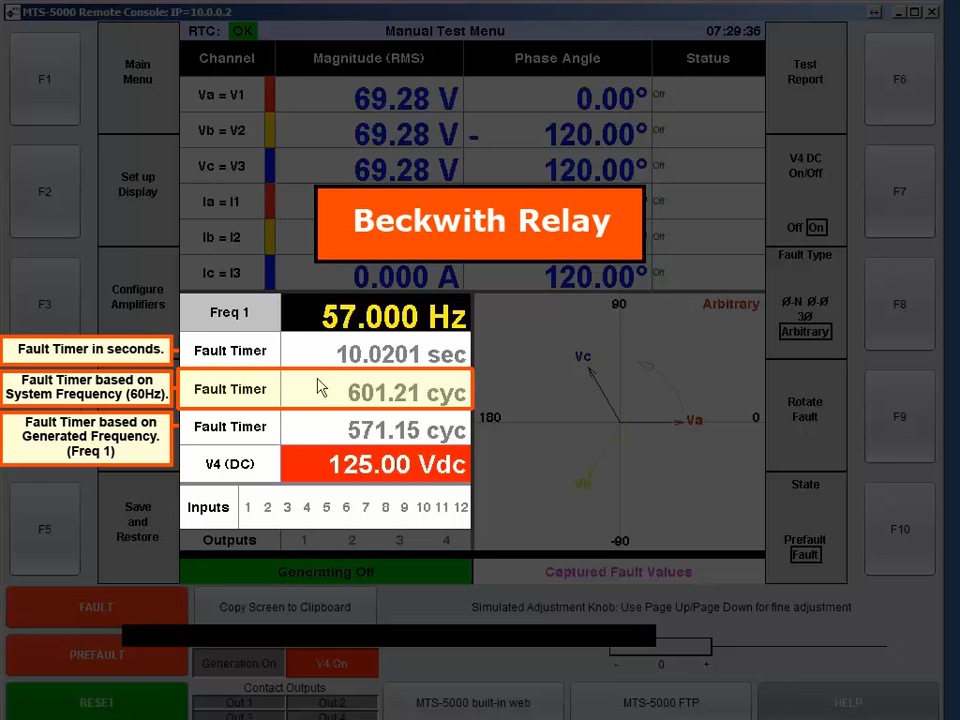 MTS-5000 Remote Console: IP=10.0.0.2
RTC: OK Manual Test Menu 07:29:36
Channel Magnitude (RMS) Phase Angle Status
Va = V1 69.28 V 0.00° Off
Vb = V2 69.28 V - 120.00° Off
Vc = V3 69.28 V 120.00° Off
Ia = I1 Off
Ib = I2 Off
Ic = I3 0.000 A 120.00° Off
Beckwith Relay
F1
Main
Menu
F2
Set up
Display
F3
Configure
Amplifiers
F5
Save
and
Restore
Freq 1 57.000 Hz
Fault Timer 10.0201 sec
Fault Timer 601.21 cyc
Fault Timer 571.15 cyc
V4 (DC) 125.00 Vdc
Inputs 1 2 3 4 5 6 7 8 9 10 11 12
Outputs 1 2 3 4
Generating Off
Fault Timer in seconds.
Fault Timer based on
System Frequency (60Hz).
Fault Timer based on
Generated Frequency.
(Freq 1)
90 Arbitrary
Vc
180 Va 0
Vb
-90
Captured Fault Values
Test
Report
F6
V4 DC
On/Off
Off On
F7
Fault Type
Ø-N Ø-Ø
3Ø
Arbitrary
F8
Rotate
Fault
F9
State
Prefault
Fault
F10
FAULT
Copy Screen to Clipboard
Simulated Adjustment Knob: Use Page Up/Page Down for fine adjustment
PREFAULT
Generation On V4 On
- 0 +
RESET
Contact Outputs
Out 1 Out 2
Out 3 Out 4
MTS-5000 built-in web
MTS-5000 FTP
HELP